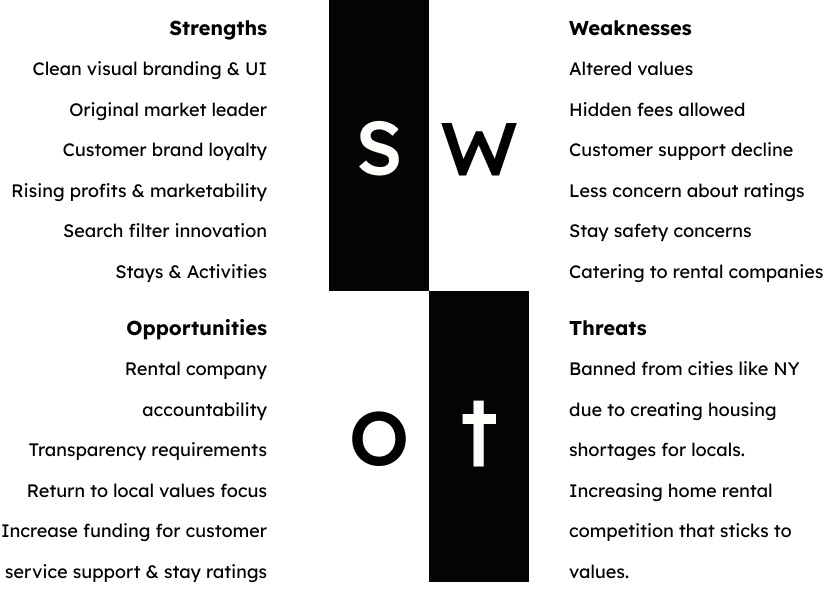 Strengths
Clean visual branding & UI
Original market leader
Customer brand loyalty
Rising profits & marketability
Search filter innovation
Stays & Activities
s
w
Weaknesses
Altered values
Hidden fees allowed
Customer support decline
Less concern about ratings
Stay safety concerns
Catering to rental companies
Opportunities
Rental company
accountability
Transparency requirements
Return to local values focus
Increase funding for customer
service support & stay ratings
o
t
Threats
Banned from cities like NY
due to creating housing
shortages for locals.
Increasing home rental
competition that sticks to
values.